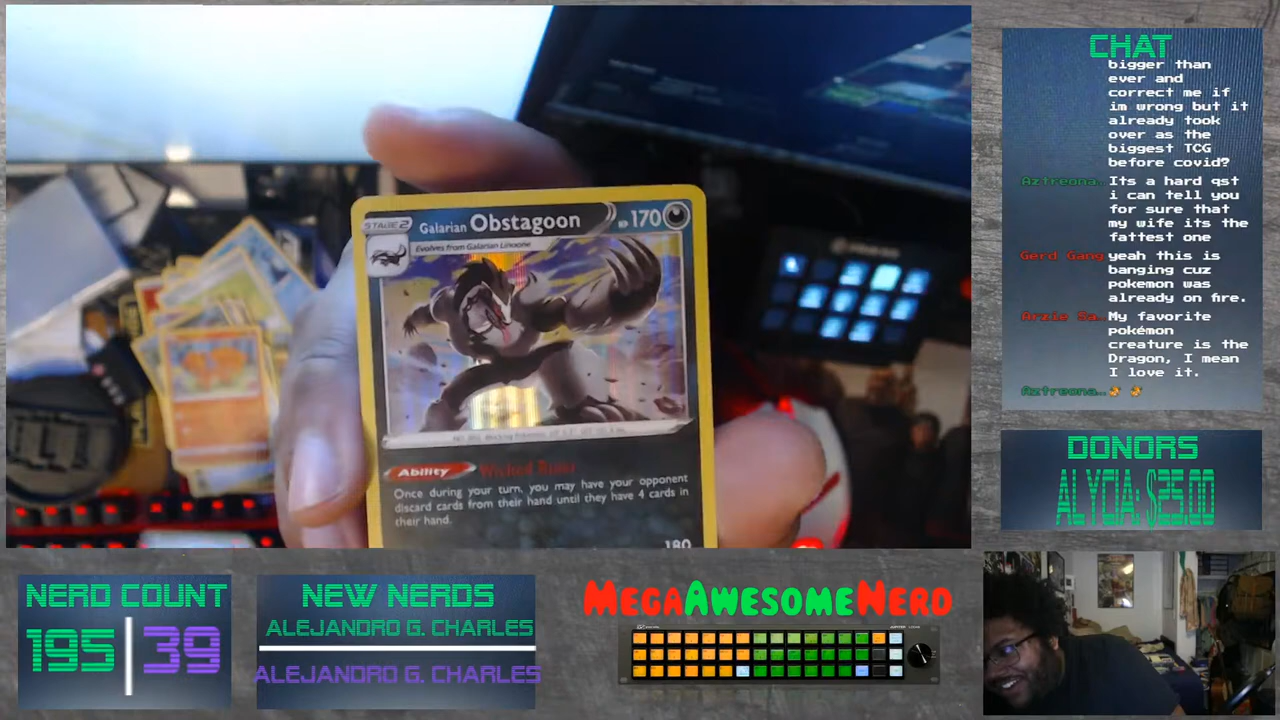 STAGE 2
Galarian Obstagoon
170
Evolves from Galarian Linoone
Ability
Once during your turn, you may have your opponent
discard cards from their hand until they have 4 cards in
their hand.
180
CHAT
bigger than
ever and
correct me if
im wrong but it
already took
over as the
biggest TCG
before covid?
Aztreona.. Its a hard qst
i can tell you
for sure that
my wife its the
fattest one
Gerd Gang yeah this is
banging cuz
pokemon was
already on fire.
Arzie Sa.. My favorite
pokémon
creature is the
Dragon, I mean
I love it.
Aztreona..
DONORS
ALYCIA: $25.00
NERD COUNT
195 | 39
NEW NERDS
ALEJANDRO G. CHARLES
ALEJANDRO G. CHARLES
MEGAAWESOMENERD